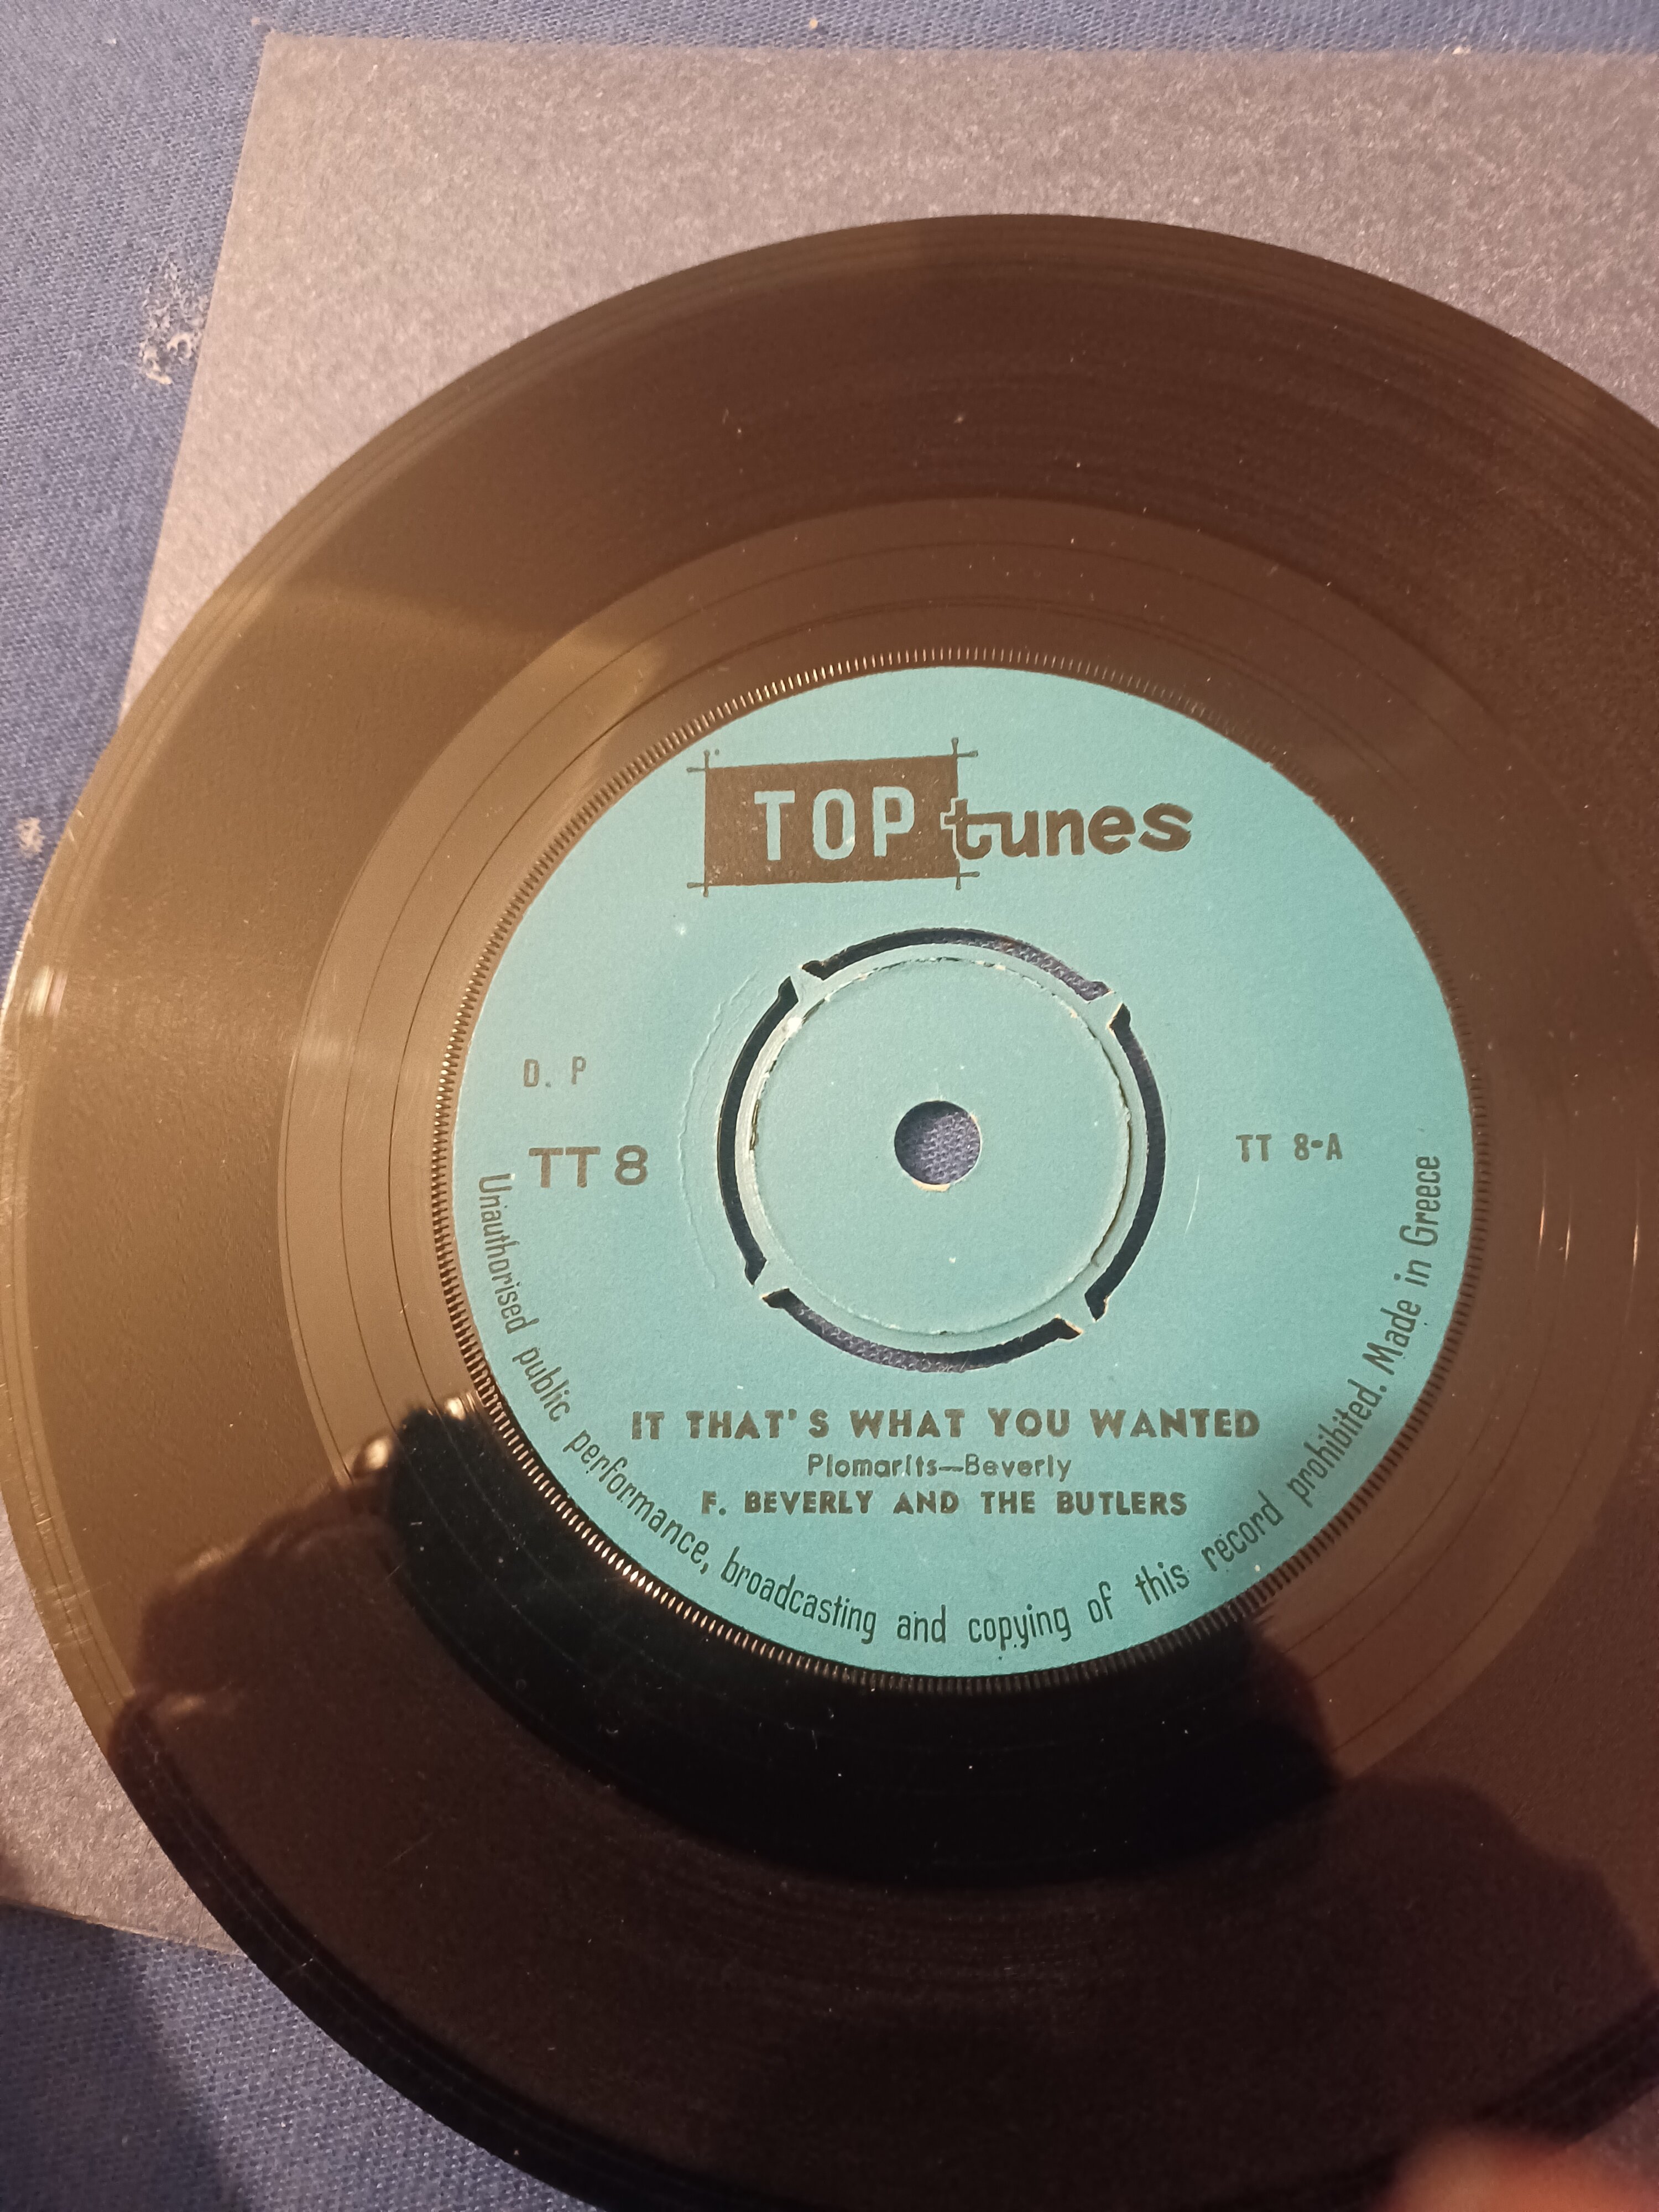 TOP tunes
D. P
TT 8
TT 8-A
IT THAT'S WHAT YOU WANTED
Plomarits—Beverly
F. BEVERLY AND THE BUTLERS
Unauthorised public performance, broadcasting and copying of this record prohibited. Made in Greece